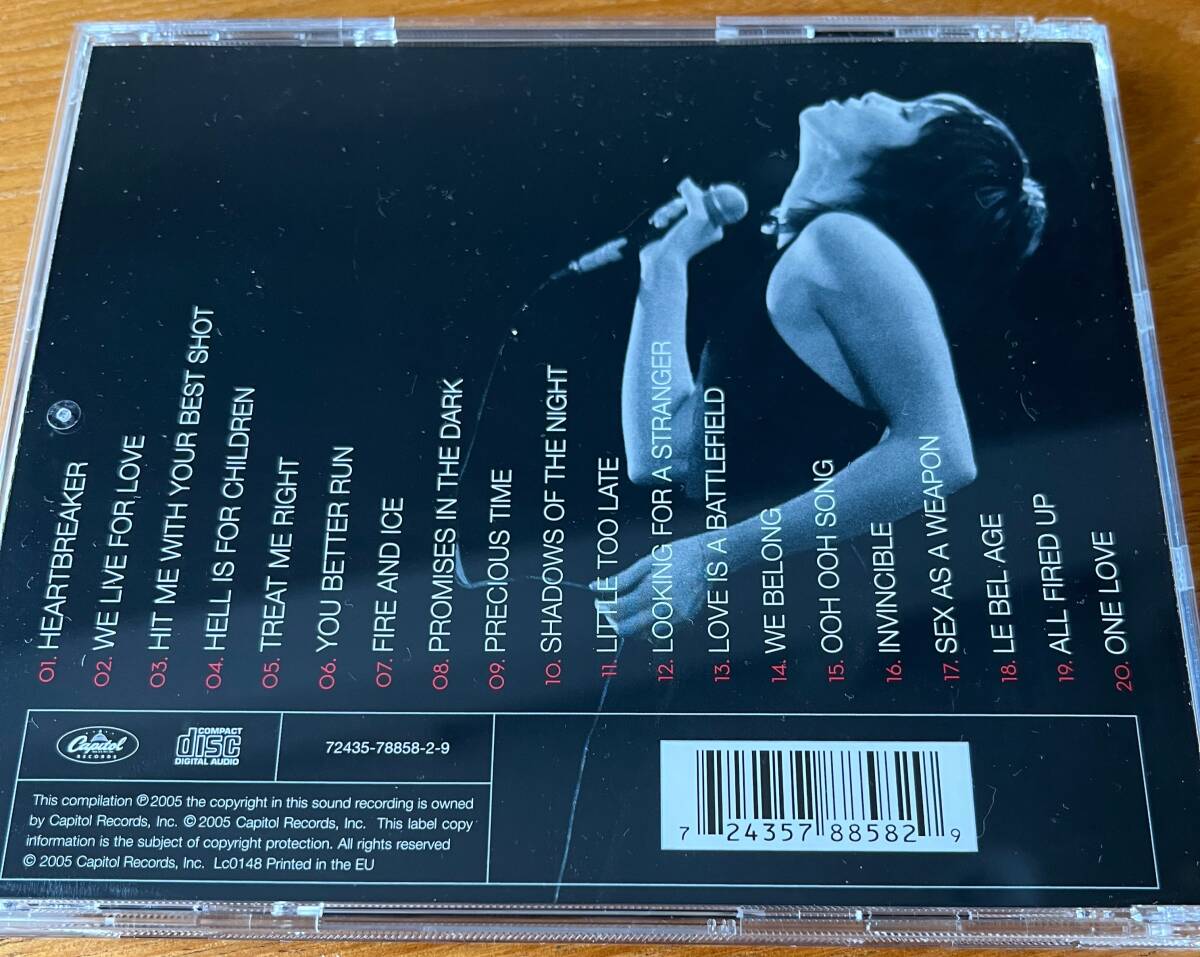 01. HEARTBREAKER
02. WE LIVE FOR LOVE
03. HIT ME WITH YOUR BEST SHOT
04. HELL IS FOR CHILDREN
05. TREAT ME RIGHT
06. YOU BETTER RUN
07. FIRE AND ICE
08. PROMISES IN THE DARK
09. PRECIOUS TIME
10. SHADOWS OF THE NIGHT
11. LITTLE TOO LATE
12. LOOKING FOR A STRANGER
13. LOVE IS A BATTLEFIELD
14. WE BELONG
15. OOH OOH SONG
16. INVINCIBLE
17. SEX AS A WEAPON
18. LE BEL AGE
19. ALL FIRED UP
20. ONE LOVE
Capitol
RECORDS
COMPACT
disc
DIGITAL AUDIO
72435-78858-2-9
This compilation ℗ 2005 the copyright in this sound recording is owned
by Capitol Records, Inc. © 2005 Capitol Records, Inc. This label copy
information is the subject of copyright protection. All rights reserved
© 2005 Capitol Records, Inc. Lc0148 Printed in the EU
7 24357 88582 9